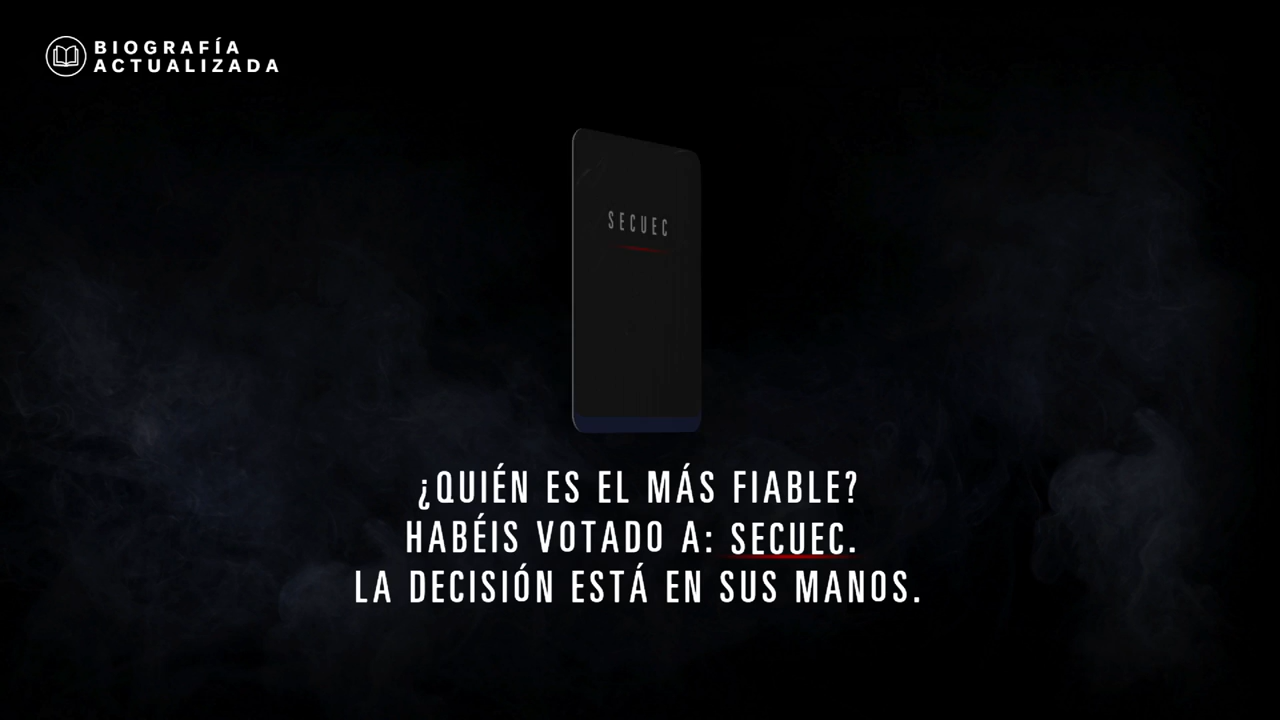 BIOGRAFÍA
ACTUALIZADA
SECUEC
¿QUIÉN ES EL MÁS FIABLE?
HABÉIS VOTADO A: SECUEC.
LA DECISIÓN ESTÁ EN SUS MANOS.